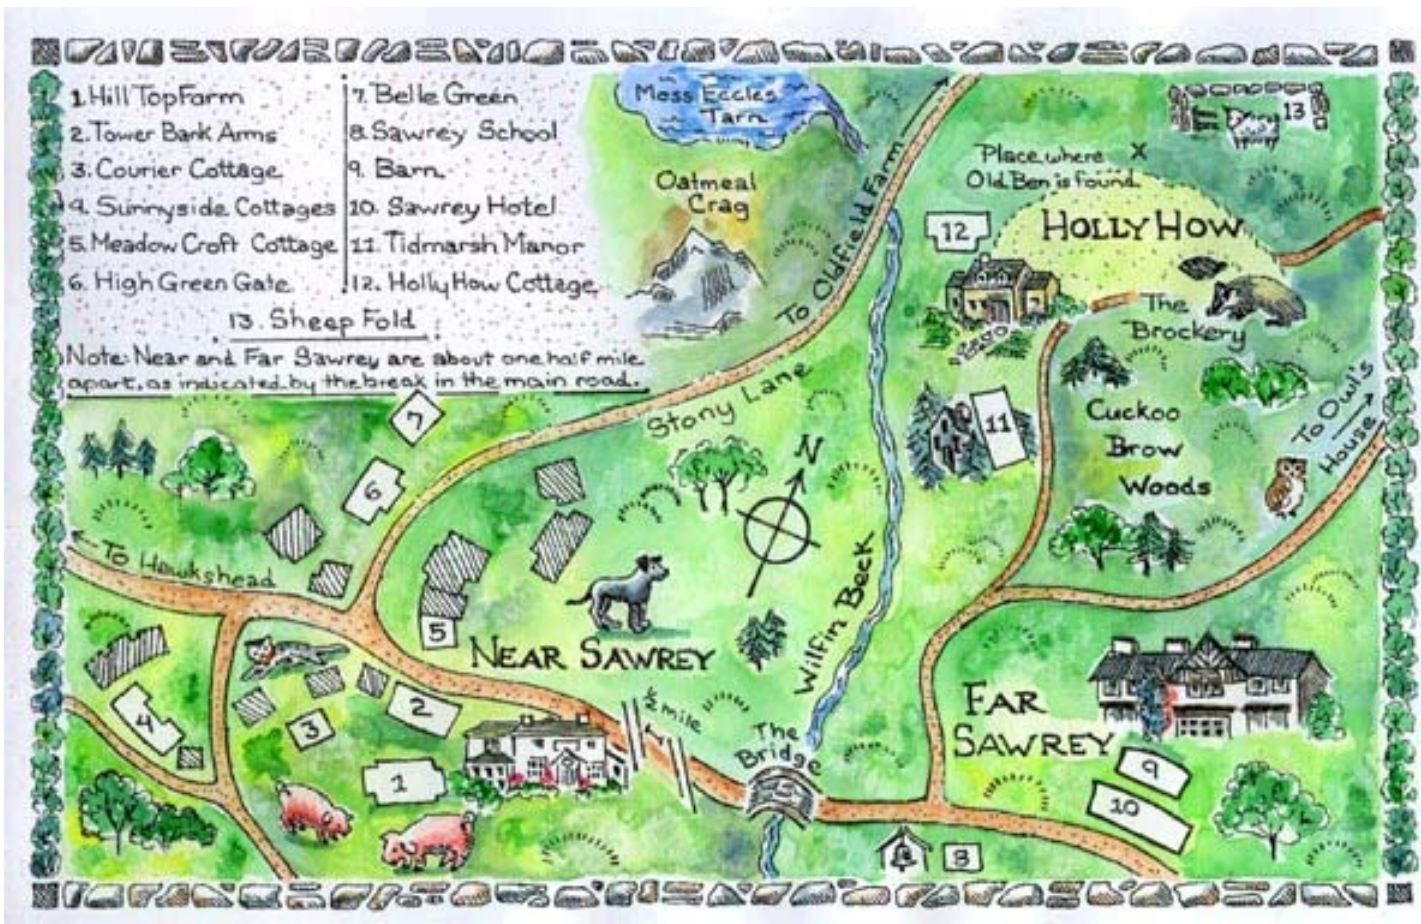 1 Hill Top Farm
2. Tower Bank Arms
3. Courier Cottage
4. Sunnyside Cottages
5. Meadow Croft Cottage
6. High Green Gate
7. Belle Green
8. Sawrey School
9. Barn
10. Sawrey Hotel
11. Tidmarsh Manor
12. Holly How Cottage
13. Sheep Fold
Note: Near and Far Sawrey are about one half mile
apart, as indicated by the break in the main road.
Moss Eccles
Tarn
Oatmeal
Crag
To Oldfield Farm
Stony Lane
13
Place where X
Old Ben is found
12
HOLLY HOW
The
Brockery
11
Cuckoo
Brow
Woods
To Owl's
House
7
6
N
To Hawkshead
5
NEAR SAWREY
Wilfin Beck
4
3
2
1
½ mile
The
Bridge
FAR
SAWREY
9
10
8